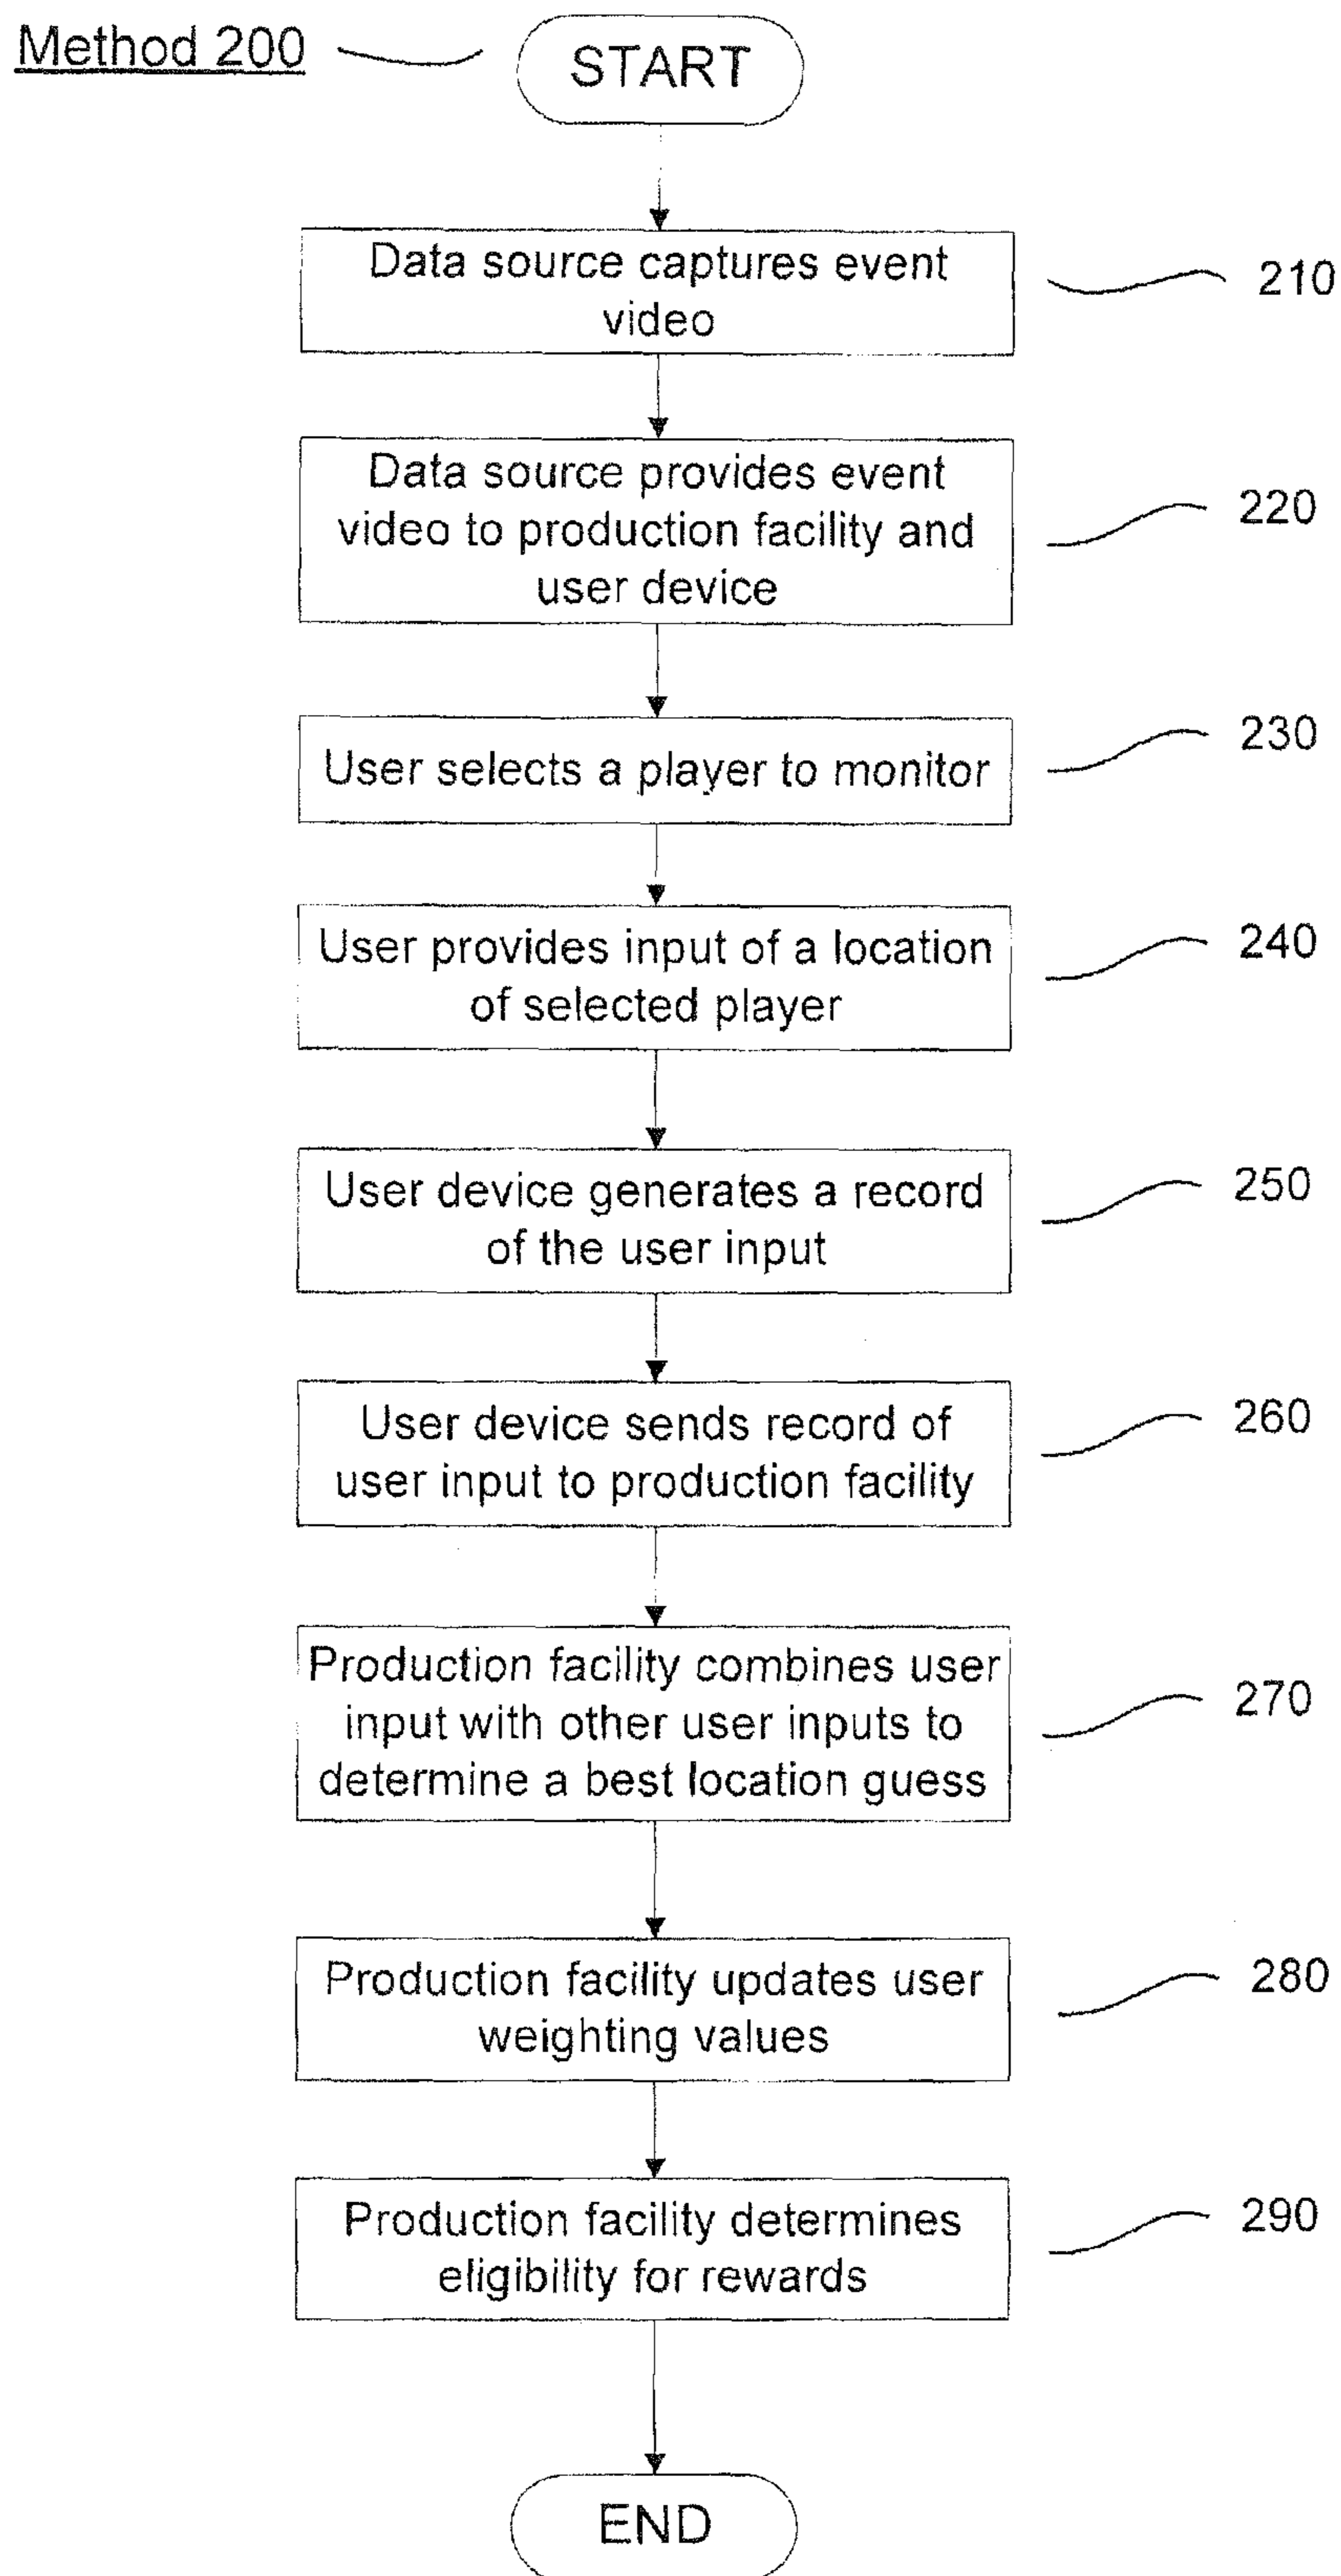 Method 200
START
Data source captures event
video
210
Data source provides event
video to production facility and
user device
220
User selects a player to monitor
230
User provides input of a location
of selected player
240
User device generates a record
of the user input
250
User device sends record of
user input to production facility
260
Production facility combines user
input with other user inputs to
determine a best location guess
270
Production facility updates user
weighting values
280
Production facility determines
eligibility for rewards
290
END